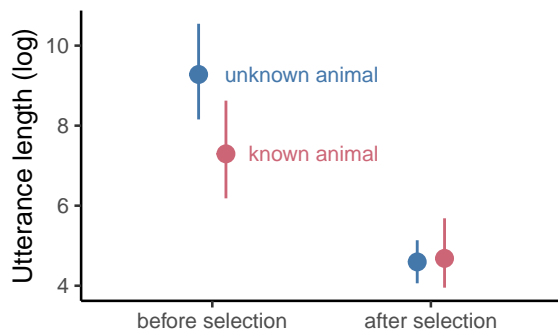 Utterance length (log)
10
8
6
4
unknown animal
known animal
before selection
after selection